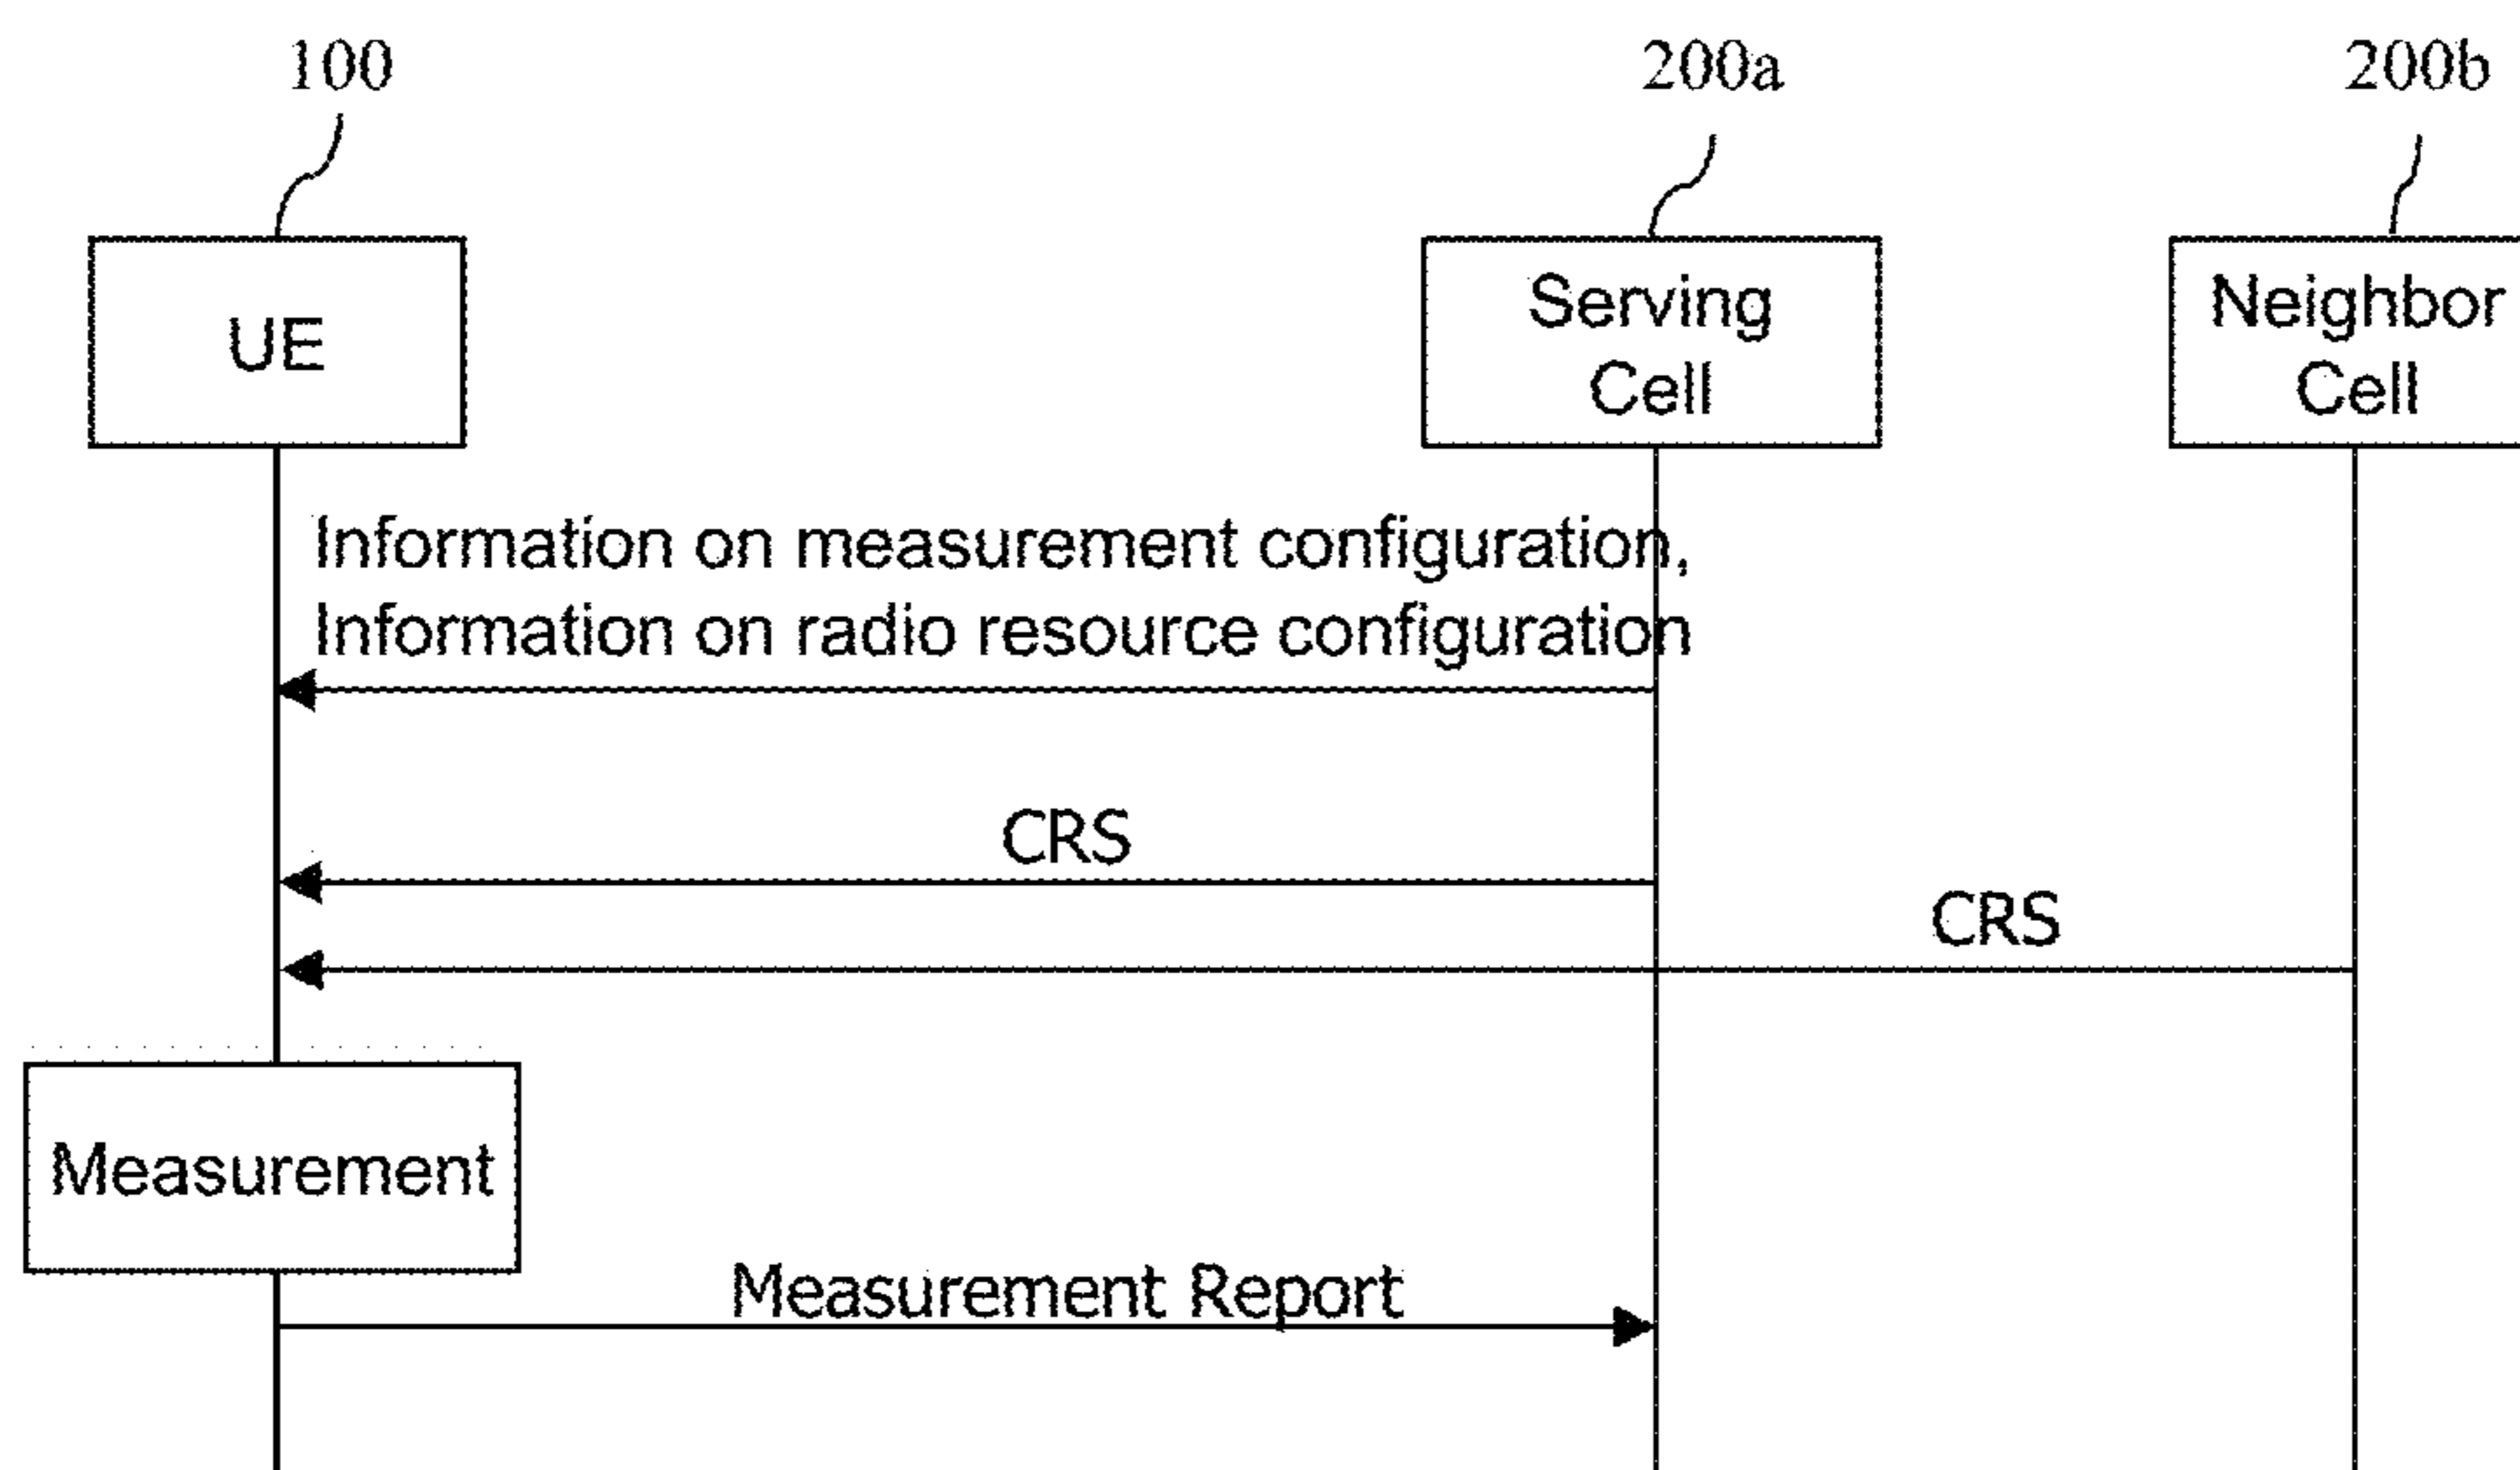 100
200a
200b
UE
Serving
Cell
Neighbor
Cell
Information on measurement configuration,
Information on radio resource configuration
CRS
CRS
Measurement
Measurement Report